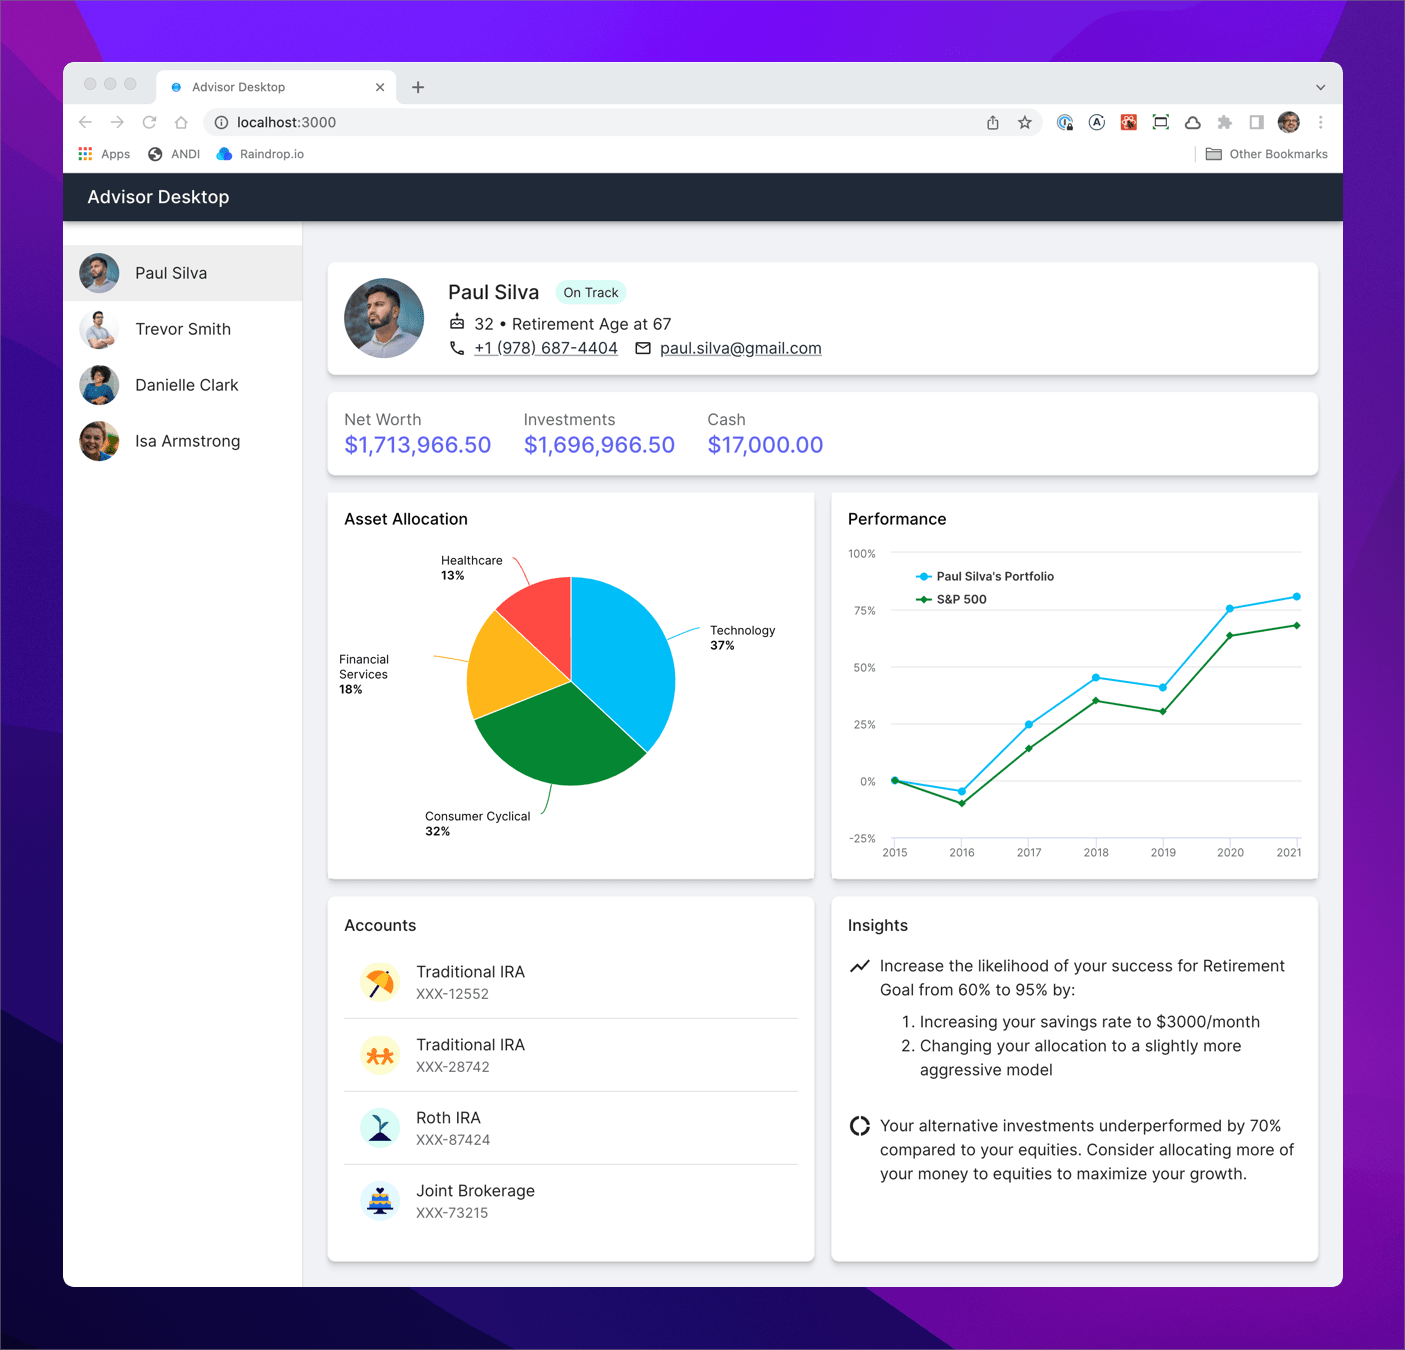 Advisor Desktop
localhost:3000
Apps
ANDI
Raindrop.io
Other Bookmarks
Advisor Desktop
Paul Silva
Trevor Smith
Danielle Clark
Isa Armstrong
Paul Silva
On Track
32 • Retirement Age at 67
+1 (978) 687-4404
paul.silva@gmail.com
Net Worth
$1,713,966.50
Investments
$1,696,966.50
Cash
$17,000.00
Asset Allocation
Healthcare
13%
Technology
37%
Financial
Services
18%
Consumer Cyclical
32%
Performance
100%
75%
50%
25%
0%
-25%
Paul Silva's Portfolio
S&P 500
2015
2016
2017
2018
2019
2020
2021
Accounts
Traditional IRA
XXX-12552
Traditional IRA
XXX-28742
Roth IRA
XXX-87424
Joint Brokerage
XXX-73215
Insights
Increase the likelihood of your success for Retirement
Goal from 60% to 95% by:
1. Increasing your savings rate to $3000/month
2. Changing your allocation to a slightly more
aggressive model
Your alternative investments underperformed by 70%
compared to your equities. Consider allocating more of
your money to equities to maximize your growth.